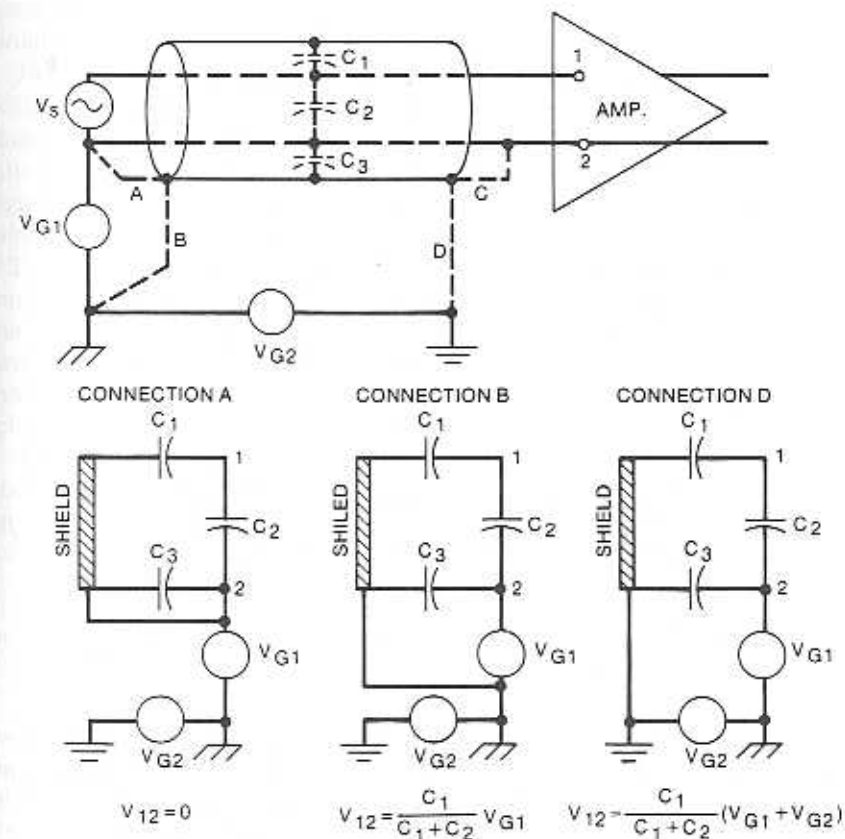 C1
1
VS
C2
AMP.
C3
2
A
C
VG1
B
D
VG2
CONNECTION A
CONNECTION B
CONNECTION D
C1
C1
C1
1
1
1
SHIELD
SHILED
SHIELD
C2
C2
C2
C3
C3
C3
2
2
2
VG1
VG1
VG1
VG2
VG2
VG2
V12=0
V12=C1/C1+C2 VG1
V12-C1/C1+C2(VG1+VG2)